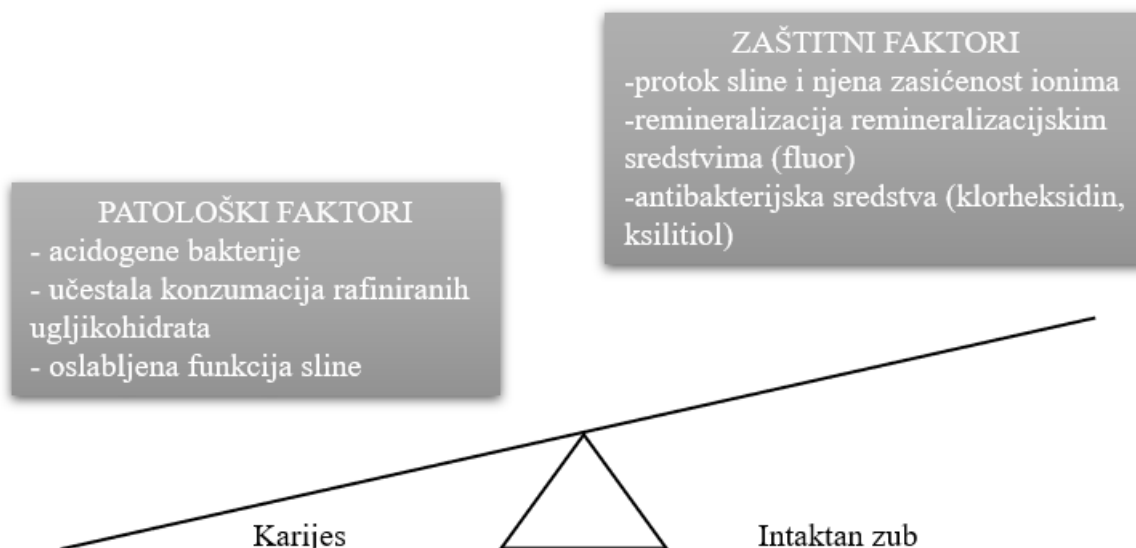 ZAŠTITNI FAKTORI
-protok sline i njena zasićenost ionima
-remineralizacija remineralizacijskim
sredstvima (fluor)
-antibakterijska sredstva (klorheksidin,
ksilitiol)
PATOLOŠKI FAKTORI
- acidogene bakterije
- učestala konzumacija rafiniranih
ugljikohidrata
- oslabljena funkcija sline
Karijes
Intaktan zub